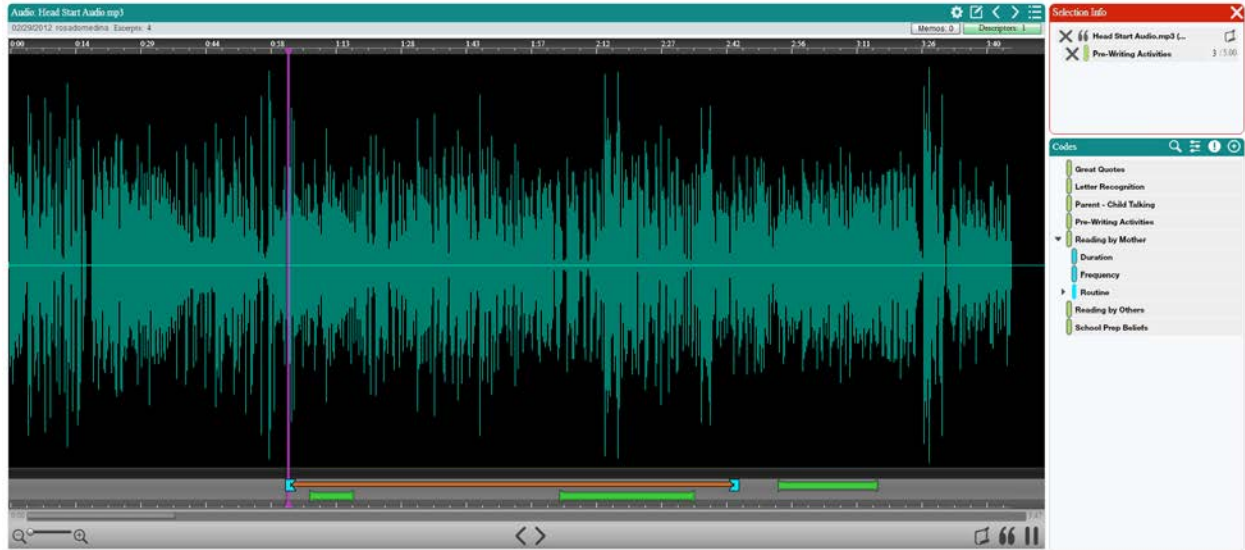 Audio: Head Start Audio.mp3
02/29/2012 rosadomedina Excerpts: 4
Memos: 0
Descriptors: 1
0:00 0:14 0:29 0:44 0:58 1:13 1:28 1:43 1:57 2:12 2:27 2:42 2:56 3:11 3:26 3:40
Selection Info
Head Start Audio.mp3 (...
Pre-Writing Activities 3 / 5.00
Codes
Great Quotes
Letter Recognition
Parent - Child Talking
Pre-Writing Activities
Reading by Mother
Duration
Frequency
Routine
Reading by Others
School Prep Beliefs